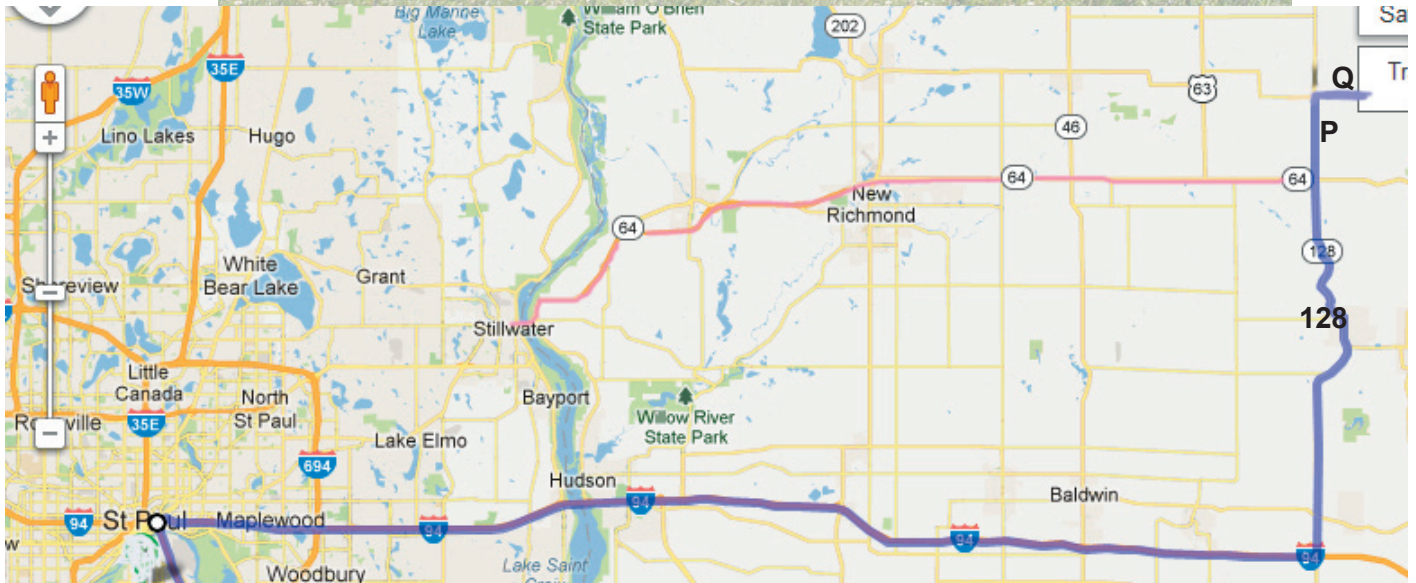 Big Marine
Lake
William O'Brien
State Park
202
Sa
35E
35W
63
Q
Tr
Lino Lakes
Hugo
46
P
64
64
New
Richmond
64
White
Bear Lake
Grant
128
Shoreview
128
Stillwater
Little
Canada
North
St Paul
Bayport
Willow River
State Park
35E
Lake Elmo
694
Hudson
94
Baldwin
94
St Paul
Maplewood
94
94
94
w
Woodbury
Lake Saint